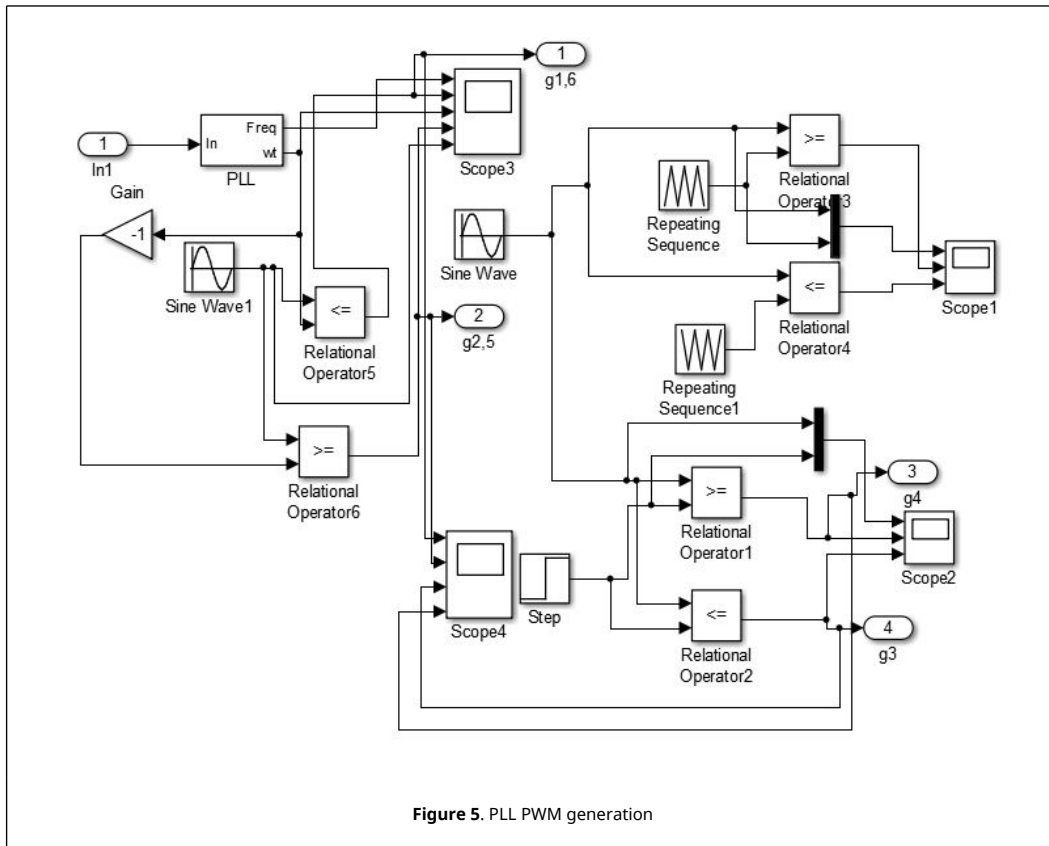 1
g1,6
Freq
In
wt
PLL
1
In1
Scope3
>=
Relational
Operator3
Gain
-1
Repeating
Sequence
Sine Wave
Sine Wave1
<=
Relational
Operator5
2
g2,5
<=
Relational
Operator4
Scope1
Repeating
Sequence1
>=
Relational
Operator6
>=
Relational
Operator1
3
g4
Scope2
Scope4
Step
<=
Relational
Operator2
4
g3
Figure 5. PLL PWM generation